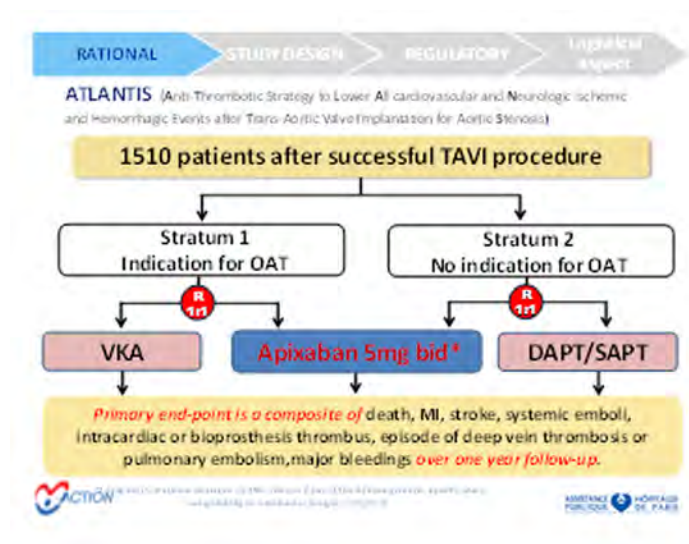 RATIONAL
STUDY DESIGN
REGULATORY
Logistical
aspect
ATLANTIS (Anti-Thrombotic Strategy to Lower All cardiovascular and Neurologic Ischemic
and Hemorrhagic Events after Trans-Aortic Valve Implantation for Aortic Stenosis)
1510 patients after successful TAVI procedure
Stratum 1
Indication for OAT
Stratum 2
No indication for OAT
R
1:1
R
1:1
VKA
Apixaban 5mg bid*
DAPT/SAPT
Primary end-point is a composite of death, MI, stroke, systemic emboli,
intracardiac or bioprosthesis thrombus, episode of deep vein thrombosis or
pulmonary embolism,major bleedings over one year follow-up.
ACTION
ASSISTANCE HÔPITAUX
PUBLIQUE DE PARIS